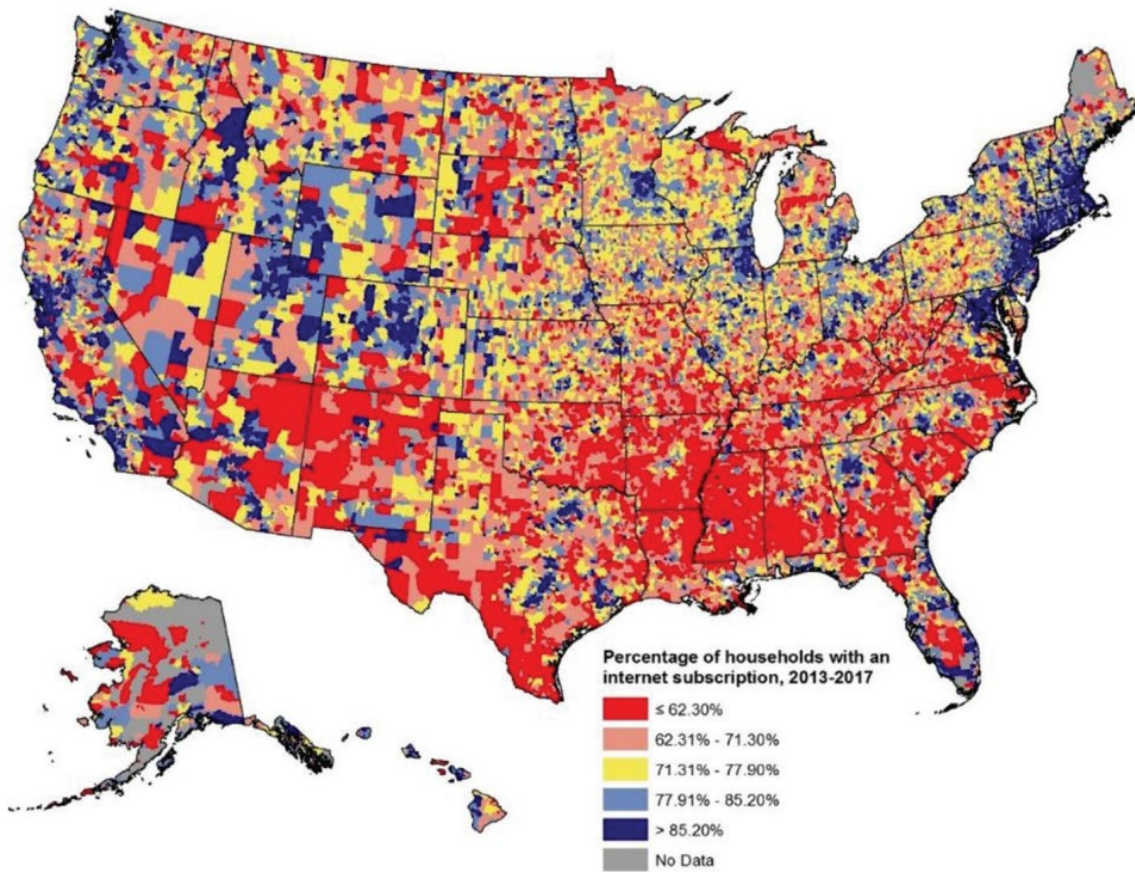 Percentage of households with an
internet subscription, 2013-2017
≤ 62.30%
62.31% - 71.30%
71.31% - 77.90%
77.91% - 85.20%
> 85.20%
No Data